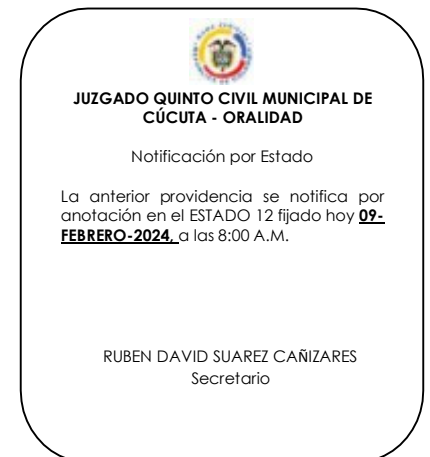 JUZGADO QUINTO CIVIL MUNICIPAL DE
CÚCUTA - ORALIDAD
Notificación por Estado
La anterior providencia se notifica por
anotación en el ESTADO 12 fijado hoy 09-
FEBRERO-2024, a las 8:00 A.M.
RUBEN DAVID SUAREZ CAÑIZARES
Secretario